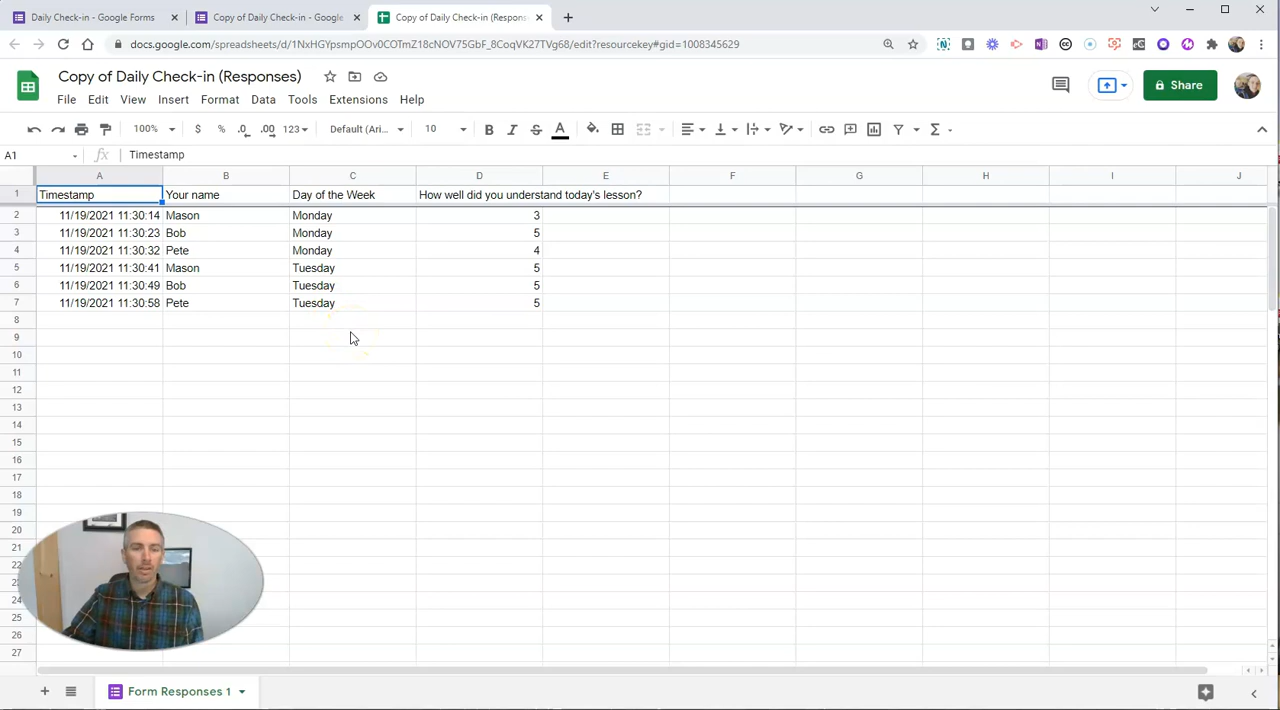 Daily Check-in - Google Forms
Copy of Daily Check-in - Google
Copy of Daily Check-in (Respons
docs.google.com/spreadsheets/d/1NxHGYpstnpOOv0COTmZ18cNOV75GbF_8CcqVK27TVg68/edit?resourcekey#gid=1008345629
Copy of Daily Check-in (Responses)
File Edit View Insert Format Data Tools Extensions Help
Share
100% $ % .0 .00 123 Default (Ari... 10 B I S A
A1 fx Timestamp
A B C D E F G H I J
1 Timestamp Your name Day of the Week How well did you understand today's lesson?
2 11/19/2021 11:30:14 Mason Monday 3
3 11/19/2021 11:30:23 Bob Monday 5
4 11/19/2021 11:30:32 Pete Monday 4
5 11/19/2021 11:30:41 Mason Tuesday 5
6 11/19/2021 11:30:49 Bob Tuesday 5
7 11/19/2021 11:30:58 Pete Tuesday 5
8
9
10
11
12
13
14
15
16
17
18
19
20
21
22
24
25
26
27
Form Responses 1